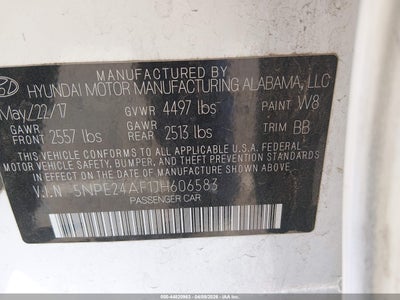 MANUFACTURED BY
HYUNDAI MOTOR MANUFACTURING ALABAMA, LLC
May/22/17 GVWR 4497 lbs PAINT W8
GAWR GAWR
FRONT 2557 lbs REAR 2513 lbs TRIM BB
THIS VEHICLE CONFORMS TO ALL APPLICABLE U.S.A. FEDERAL
MOTOR VEHICLE SAFETY, BUMPER, AND THEFT PREVENTION
STANDARDS IN EFFECT ON THE DATE OF MANUFACTURE
SHOWN ABOVE.
V.I.N 5NPE24AF1JH606583
PASSENGER CAR